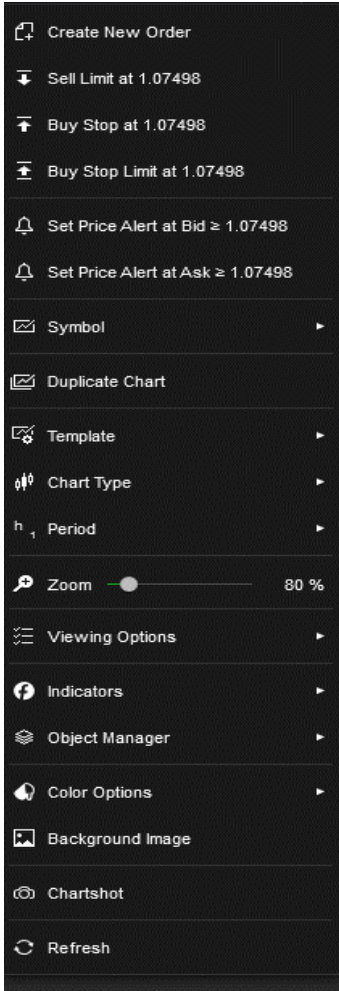 Create New Order
Sell Limit at 1.07498
Buy Stop at 1.07498
Buy Stop Limit at 1.07498
Set Price Alert at Bid ≥ 1.07498
Set Price Alert at Ask ≥ 1.07498
Symbol
Duplicate Chart
Template
Chart Type
h 1 Period
Zoom 80 %
Viewing Options
Indicators
Object Manager
Color Options
Background Image
Chartshot
Refresh